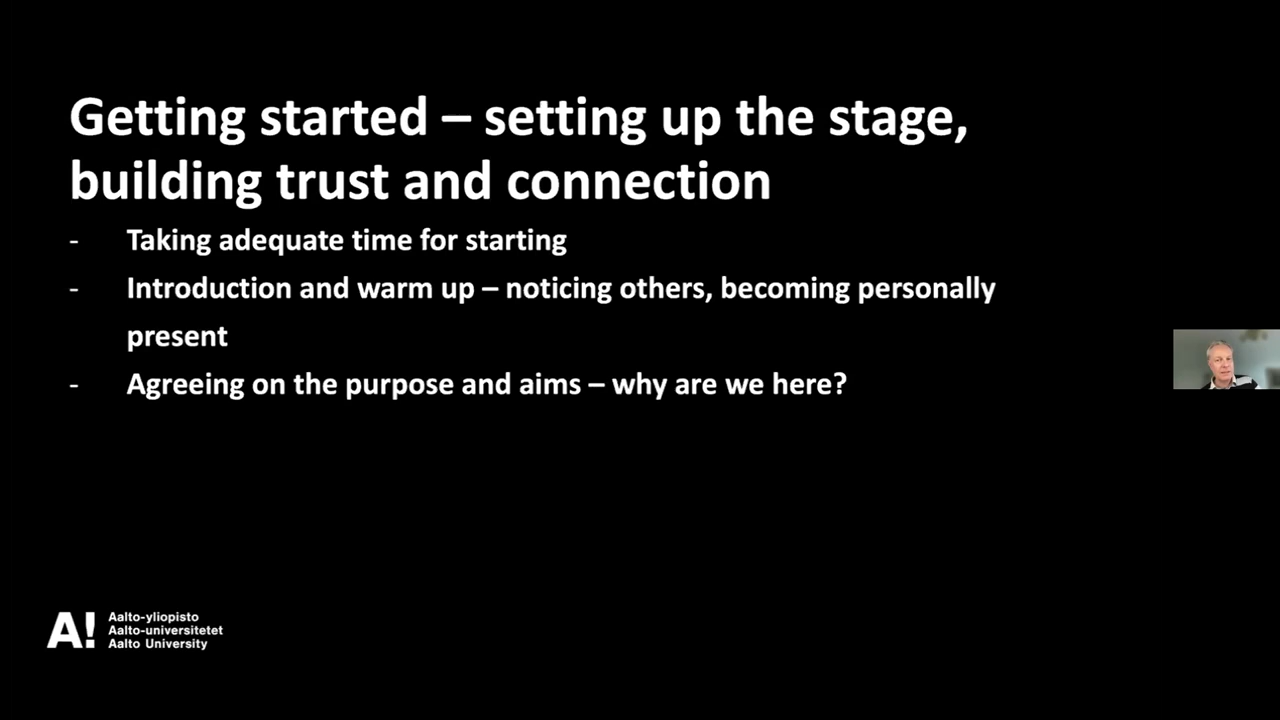 Getting started – setting up the stage,
building trust and connection
- Taking adequate time for starting
- Introduction and warm up – noticing others, becoming personally
present
- Agreeing on the purpose and aims – why are we here?
A!
Aalto-yliopisto
Aalto-universitetet
Aalto University